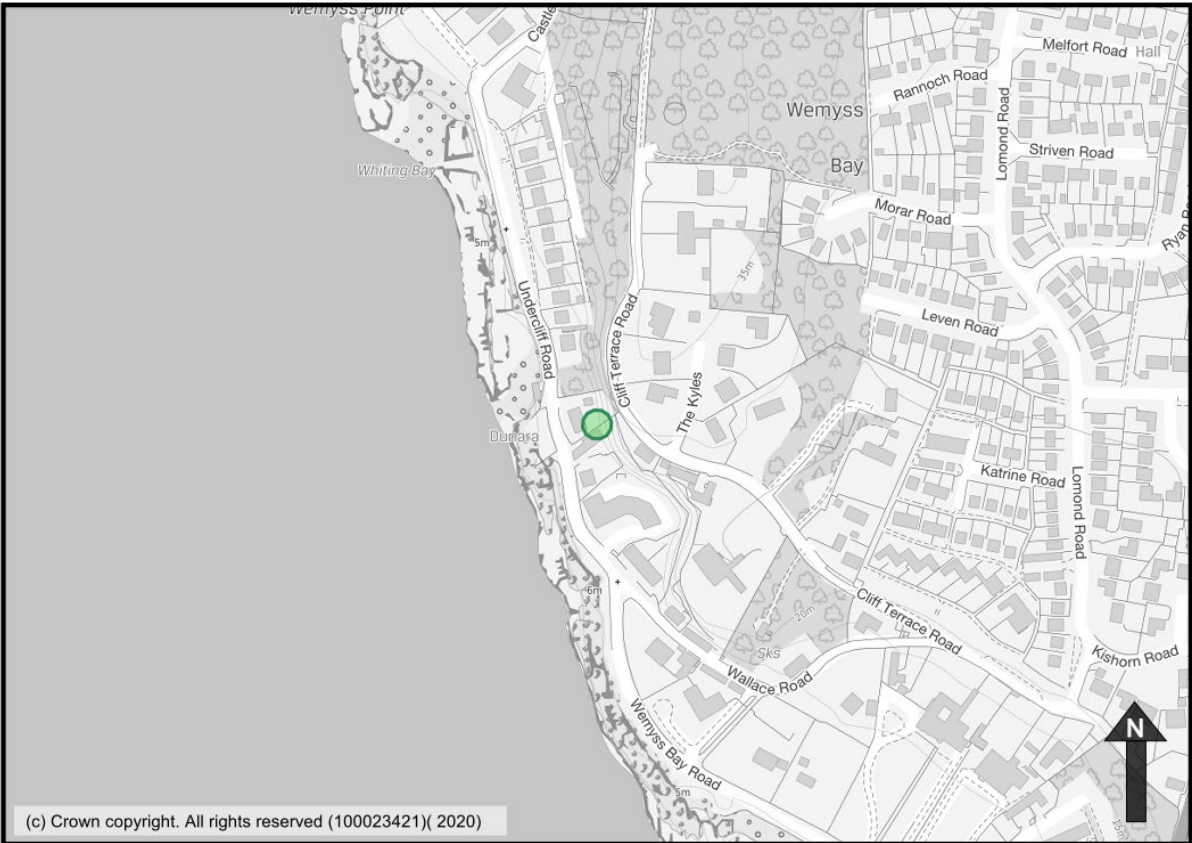 Wemyss Point
Castle
Melfort Road
Hall
Rannoch Road
Wemyss
Bay
Lomond Road
Striven Road
Whiting Bay
Morar Road
5m
35m
Undercliff Road
Cliff Terrace Road
Leven Road
The Kyles
Dunara
Katrine Road
Lomond Road
6m
20m
Cliff Terrace Road
Sks
Kishorn Road
Wallace Road
Wemyss Bay Road
N
5m
15m
(c) Crown copyright. All rights reserved (100023421)( 2020)